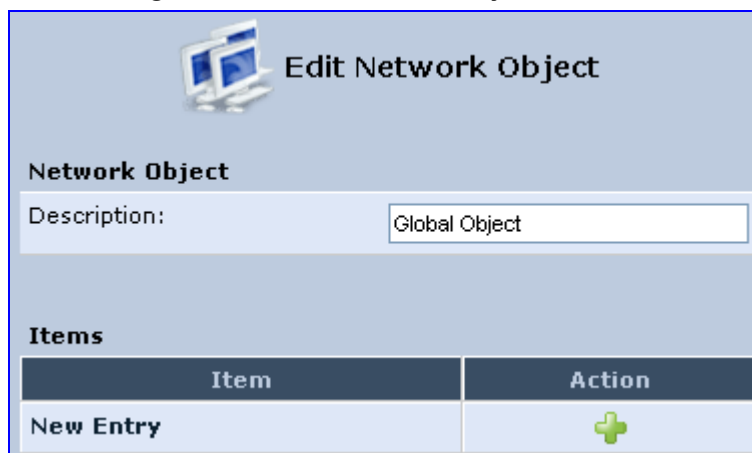 Edit Network Object
Network Object
Description: Global Object
Items
Item Action
New Entry